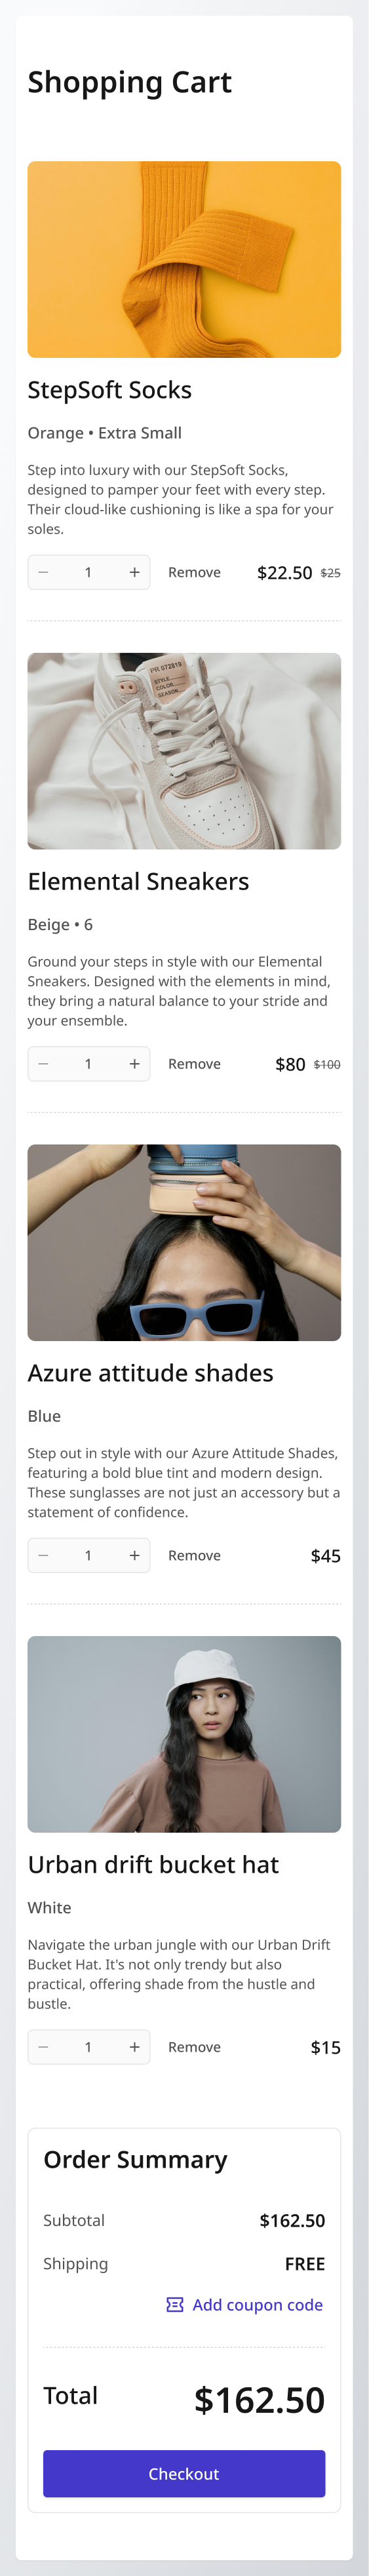 Shopping Cart
StepSoft Socks
Orange • Extra Small
Step into luxury with our StepSoft Socks,
designed to pamper your feet with every step.
Their cloud-like cushioning is like a spa for your
soles.
− 1 + Remove $22.50 $25
PR 072819
STYLE
COLOR
SEASON
Elemental Sneakers
Beige • 6
Ground your steps in style with our Elemental
Sneakers. Designed with the elements in mind,
they bring a natural balance to your stride and
your ensemble.
− 1 + Remove $80 $100
Azure attitude shades
Blue
Step out in style with our Azure Attitude Shades,
featuring a bold blue tint and modern design.
These sunglasses are not just an accessory but a
statement of confidence.
− 1 + Remove $45
Urban drift bucket hat
White
Navigate the urban jungle with our Urban Drift
Bucket Hat. It's not only trendy but also
practical, offering shade from the hustle and
bustle.
− 1 + Remove $15
Order Summary
Subtotal $162.50
Shipping FREE
Add coupon code
Total $162.50
Checkout